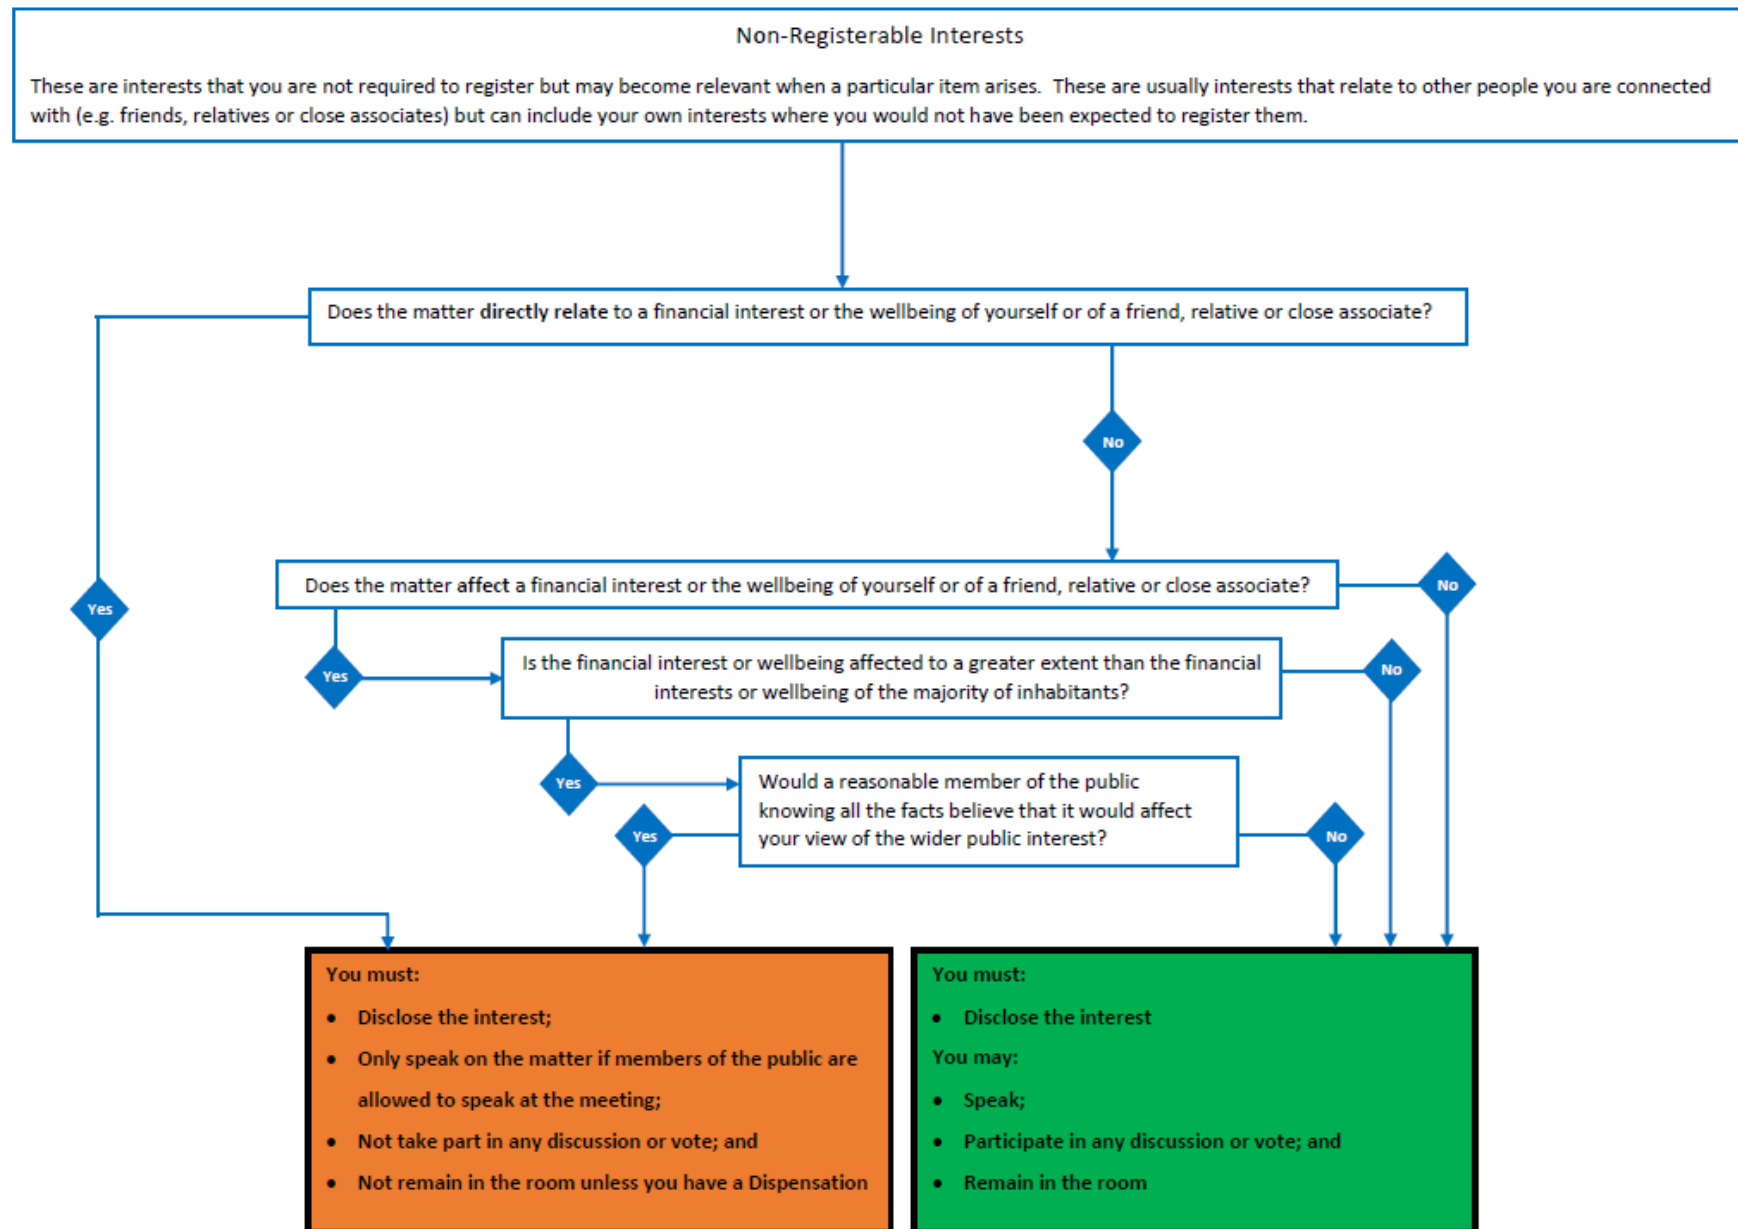 Non-Registerable Interests
These are interests that you are not required to register but may become relevant when a particular item arises.  These are usually interests that relate to other people you are connected
with (e.g. friends, relatives or close associates) but can include your own interests where you would not have been expected to register them.
Does the matter directly relate to a financial interest or the wellbeing of yourself or of a friend, relative or close associate?
No
Yes
Does the matter affect a financial interest or the wellbeing of yourself or of a friend, relative or close associate?
No
Yes
Is the financial interest or wellbeing affected to a greater extent than the financial
interests or wellbeing of the majority of inhabitants?
No
Yes
Would a reasonable member of the public
knowing all the facts believe that it would affect
your view of the wider public interest?
Yes
No
You must:
• Disclose the interest;
• Only speak on the matter if members of the public are
allowed to speak at the meeting;
• Not take part in any discussion or vote; and
• Not remain in the room unless you have a Dispensation
You must:
• Disclose the interest
You may:
• Speak;
• Participate in any discussion or vote; and
• Remain in the room